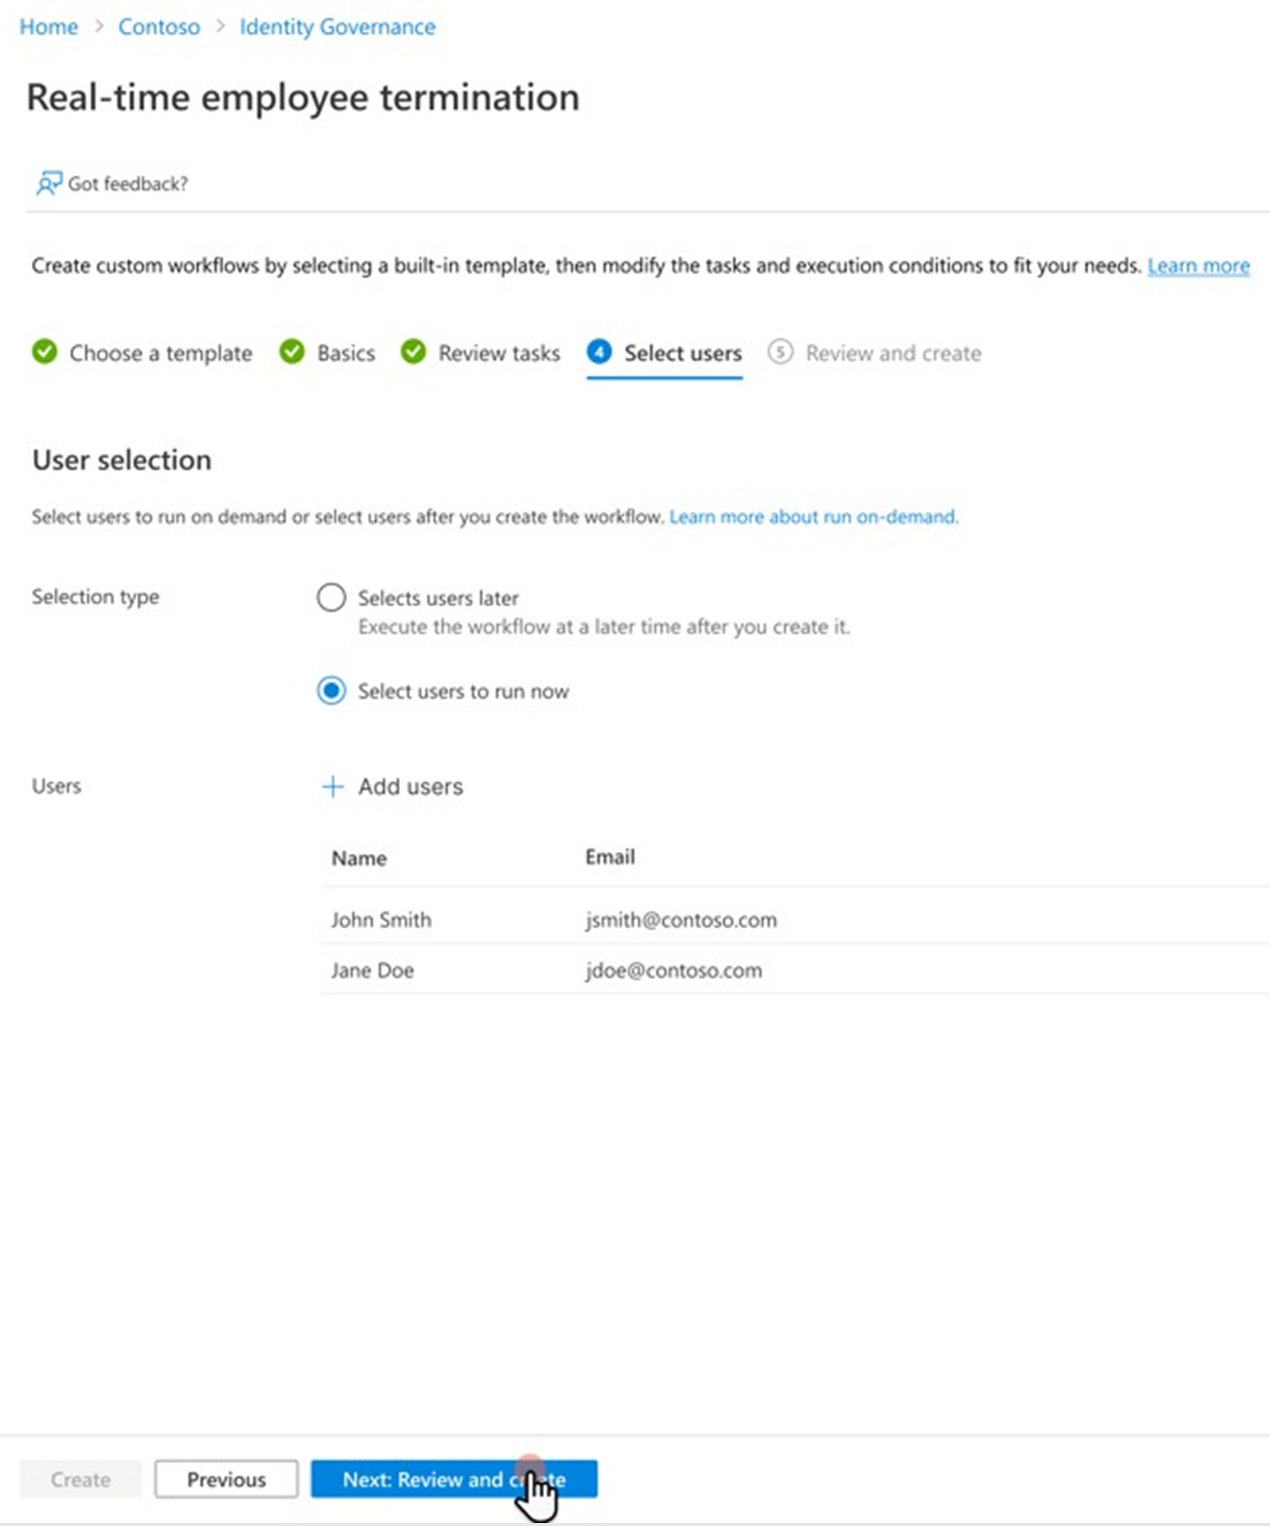 Home > Contoso > Identity Governance
Real-time employee termination
Got feedback?
Create custom workflows by selecting a built-in template, then modify the tasks and execution conditions to fit your needs. Learn more
Choose a template Basics Review tasks 4 Select users 5 Review and create
User selection
Select users to run on demand or select users after you create the workflow. Learn more about run on-demand.
Selection type Selects users later
Execute the workflow at a later time after you create it.
Select users to run now
Users + Add users
Name Email
John Smith jsmith@contoso.com
Jane Doe jdoe@contoso.com
Create Previous Next: Review and create